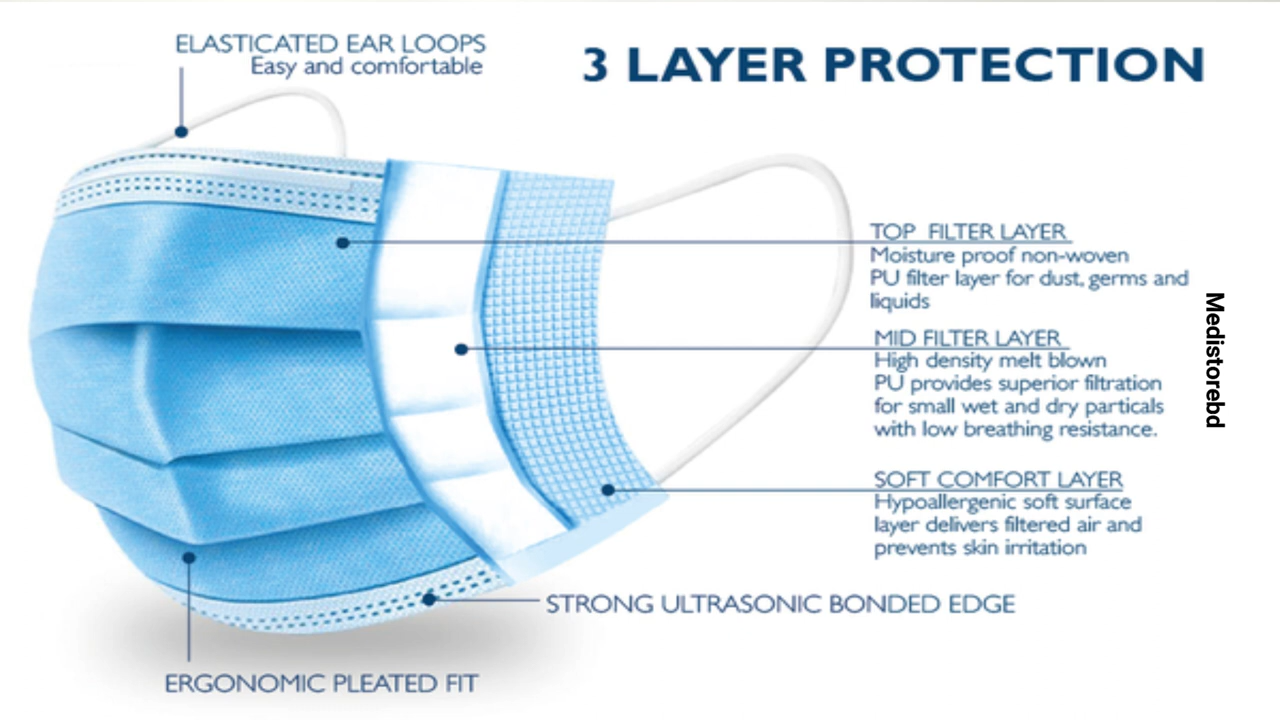 ELASTICATED EAR LOOPS
Easy and comfortable
3 LAYER PROTECTION
TOP FILTER LAYER
Moisture proof non-woven
PU filter layer for dust, germs and
liquids
MID FILTER LAYER
High density melt blown
PU provides superior filtration
for small wet and dry particals
with low breathing resistance.
SOFT COMFORT LAYER
Hypoallergenic soft surface
layer delivers filtered air and
prevents skin irritation
STRONG ULTRASONIC BONDED EDGE
ERGONOMIC PLEATED FIT
Medistorebd